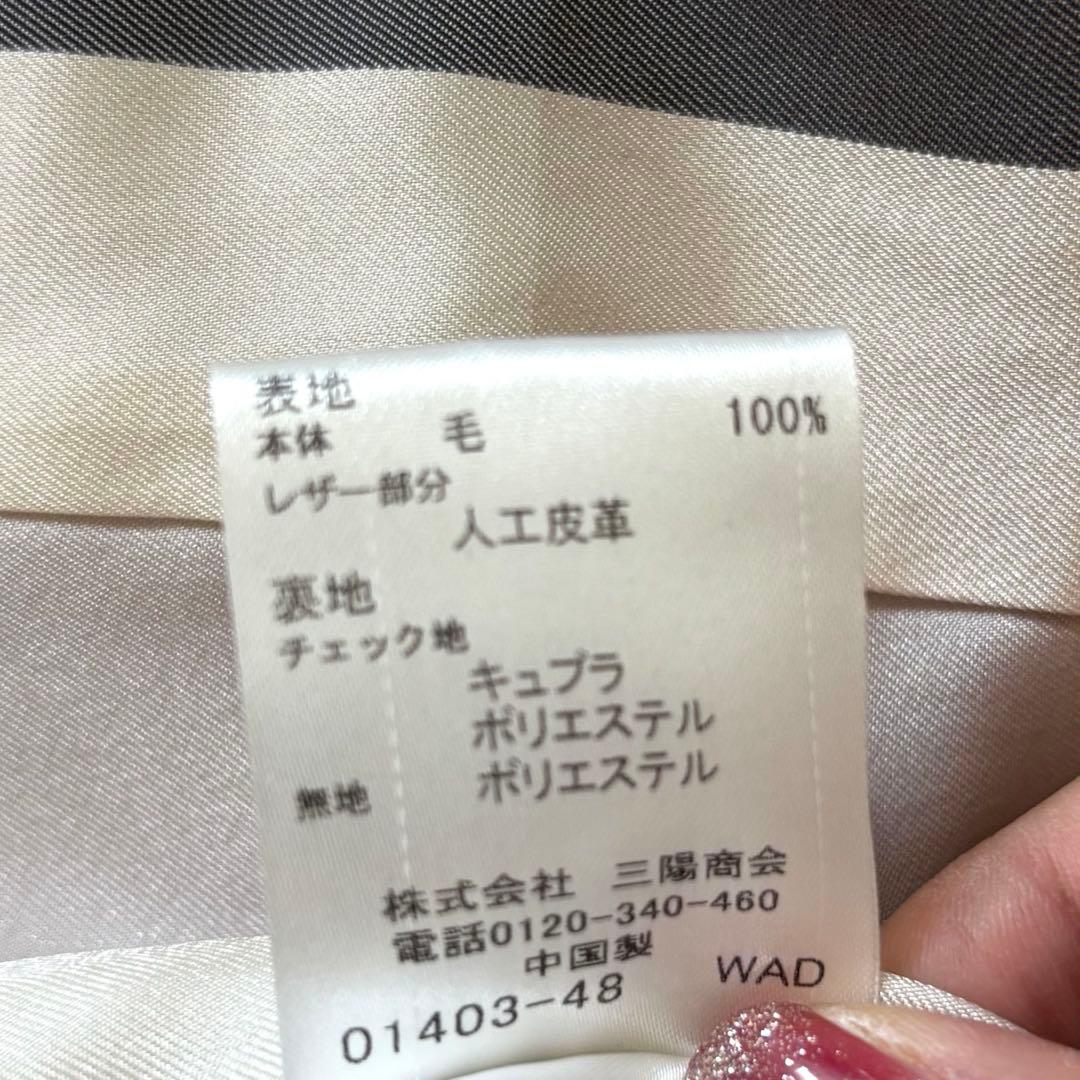 表地
本体 毛 100%
レザー部分
人工皮革
裏地
チェック地
キュプラ
ポリエステル
無地 ポリエステル
株式会社 三陽商会
電話0120-340-460
中国製
01403-48 WAD